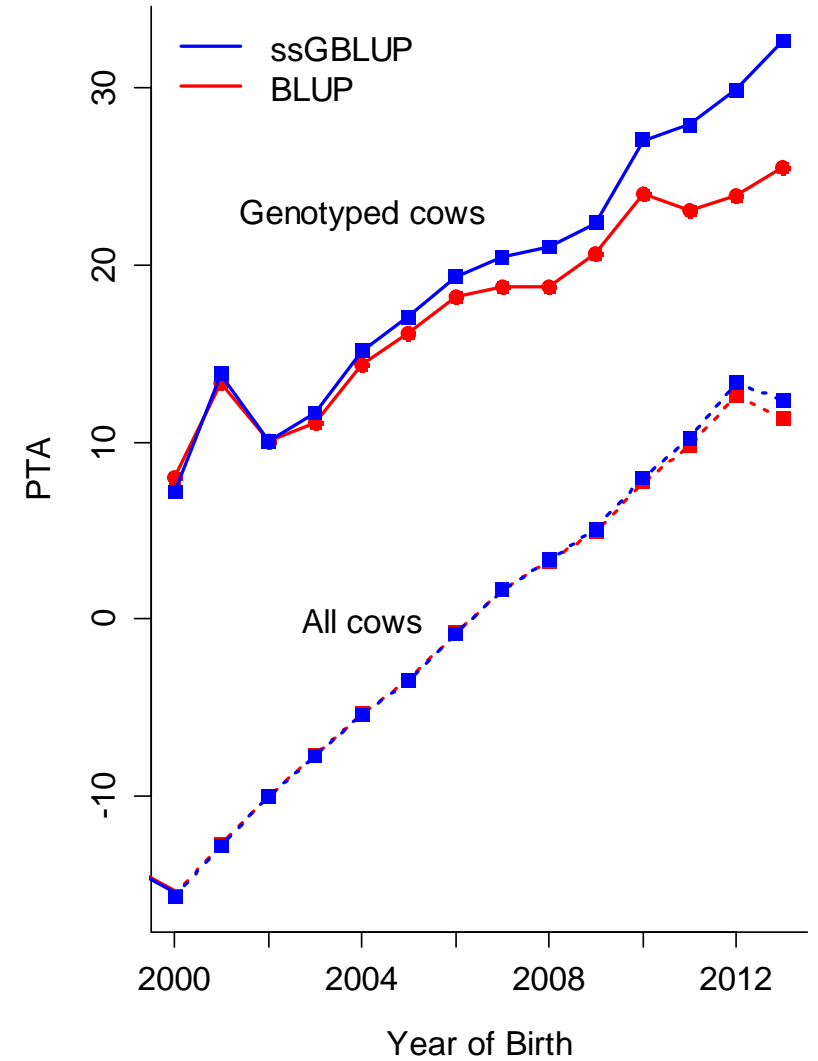 ssGBLUP
BLUP
Genotyped cows
All cows
PTA
30
20
10
0
-10
2000 2004 2008 2012
Year of Birth